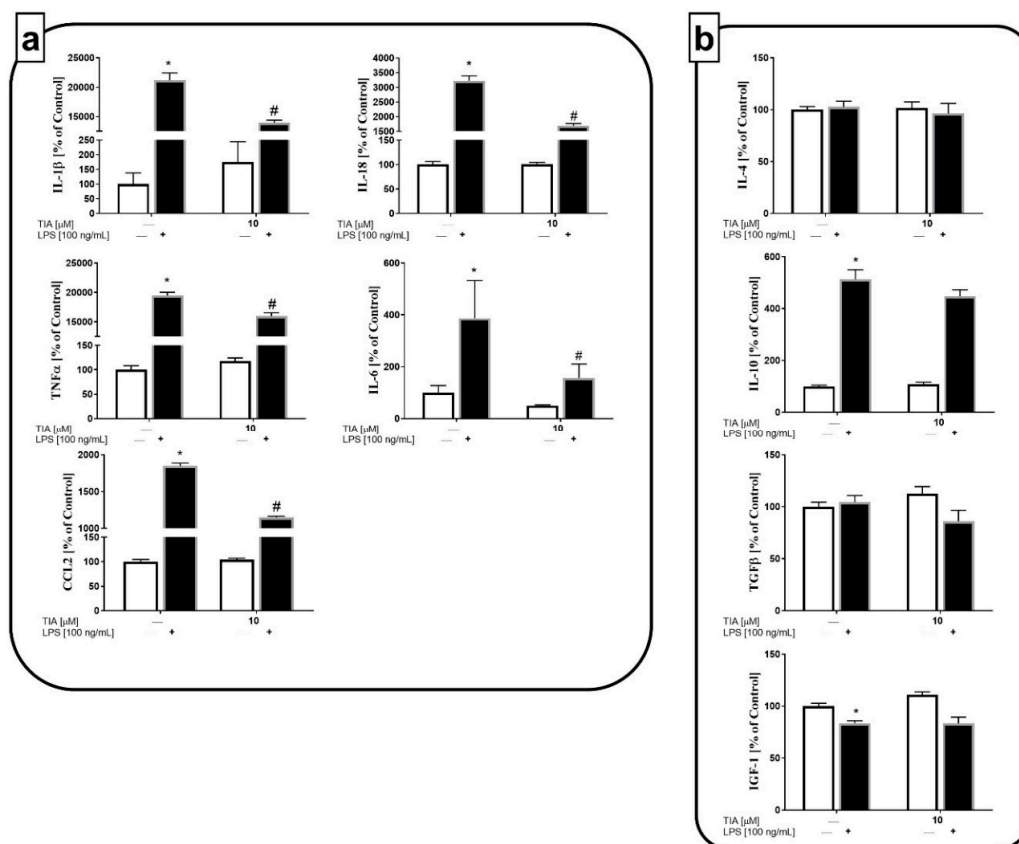 a
IL-1β [% of Control]
25000
20000
15000
10000
250
200
150
100
50
0
*
#
TIA [μM] — 10
LPS [100 ng/mL] — + — +
IL-18 [% of Control]
4000
3500
3000
2500
2000
1500
100
50
0
*
#
TIA [μM] — 10
LPS [100 ng/mL] — + — +
TNFα [% of Control]
25000
20000
15000
10000
150
100
50
0
*
#
TIA [μM] — 10
LPS [100 ng/mL] — + — +
IL-6 [% of Control]
600
400
200
0
*
#
TIA [μM] — 10
LPS [100 ng/mL] — + — +
CCL2 [% of Control]
2000
1500
1000
150
100
50
0
*
#
TIA [μM] — 10
LPS [100 ng/mL] + +
b
IL-4 [% of Control]
150
100
50
0
TIA [μM] — 10
LPS [100 ng/mL] — + — +
IL-10 [% of Control]
600
400
200
0
*
TIA [μM] — 10
LPS [100 ng/mL] — + — +
TGFβ [% of Control]
150
100
50
0
TIA [μM] — 10
LPS [100 ng/mL] + +
IGF-1 [% of Control]
150
100
50
0
*
TIA [μM] — 10
LPS [100 ng/mL] — + — +